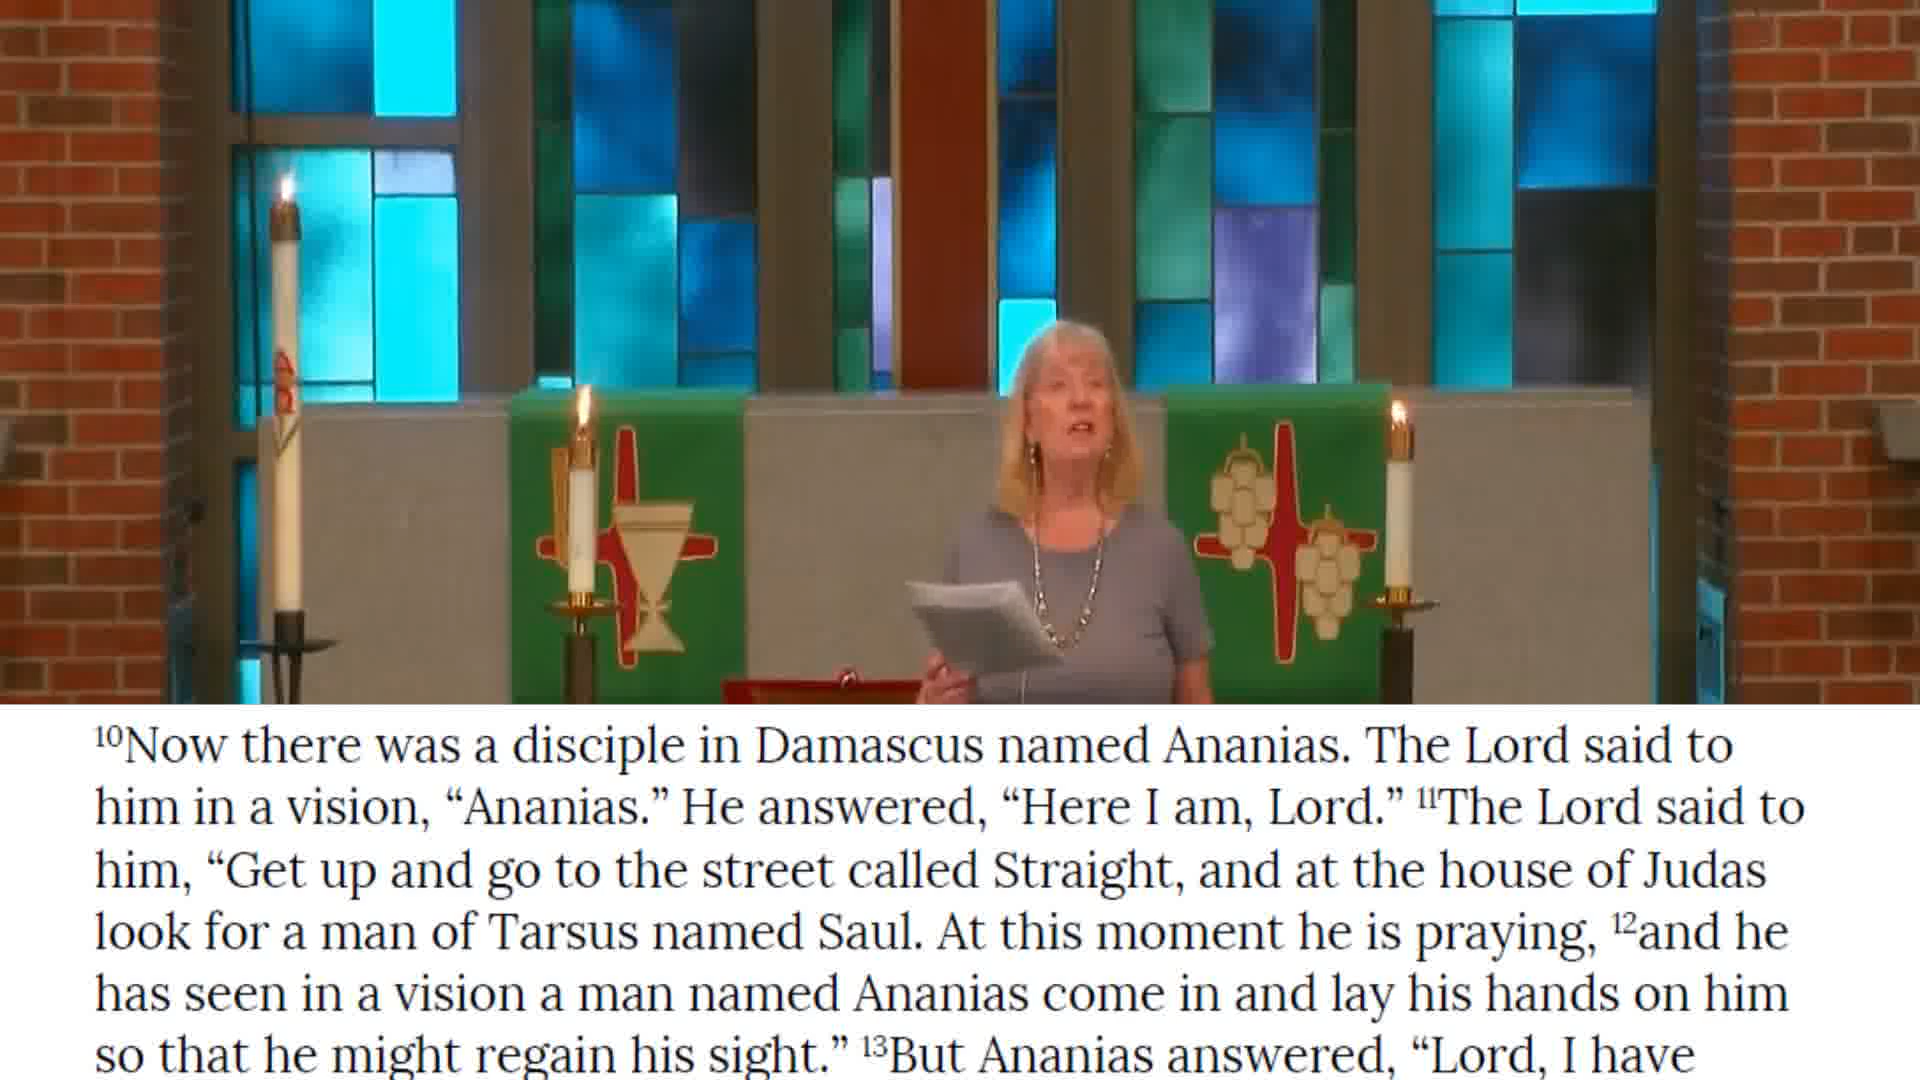 ¹⁰Now there was a disciple in Damascus named Ananias. The Lord said to
him in a vision, “Ananias.” He answered, “Here I am, Lord.” ¹¹The Lord said to
him, “Get up and go to the street called Straight, and at the house of Judas
look for a man of Tarsus named Saul. At this moment he is praying, ¹²and he
has seen in a vision a man named Ananias come in and lay his hands on him
so that he might regain his sight.” ¹³But Ananias answered, “Lord, I have